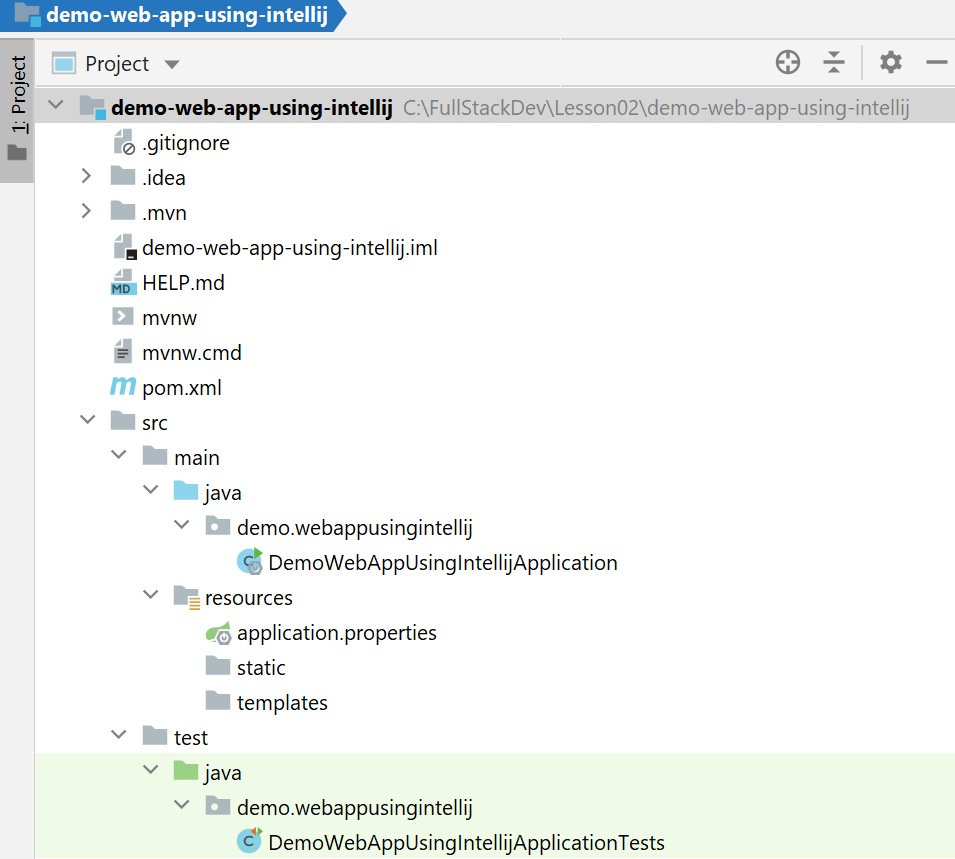 demo-web-app-using-intellij
1: Project
Project
demo-web-app-using-intellij C:\FullStackDev\Lesson02\demo-web-app-using-intellij
.gitignore
.idea
.mvn
demo-web-app-using-intellij.iml
MD HELP.md
mvnw
mvnw.cmd
m pom.xml
src
main
java
demo.webappusingintellij
C DemoWebAppUsingIntellijApplication
resources
application.properties
static
templates
test
java
demo.webappusingintellij
C DemoWebAppUsingIntellijApplicationTests